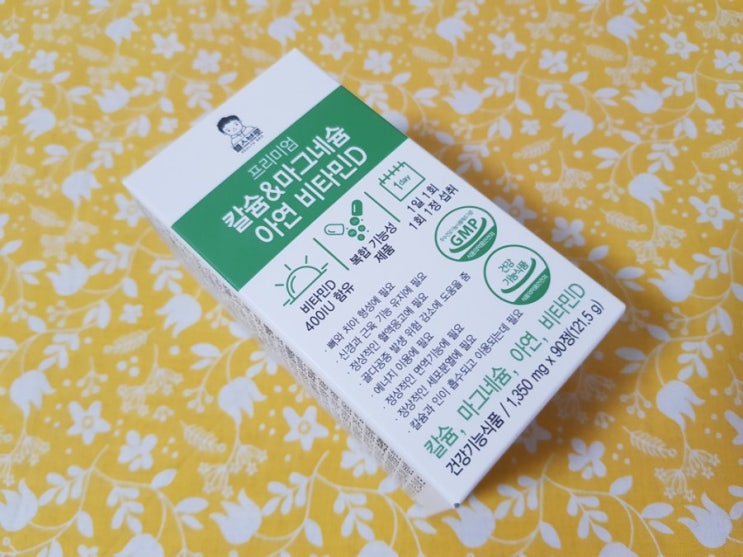 헬스브랭
프리미엄
칼슘&마그네슘
아연 비타민D
비타민D
400IU 함유
복합 기능성
제품
1day
1일 1회
1회 1정 섭취
GMP
건강
기능식품
· 뼈와 치아 형성에 필요
· 신경과 근육 기능 유지에 필요
· 정상적인 혈액응고에 필요
· 골다공증 발생 위험 감소에 도움을 줌
· 에너지 이용에 필요
· 정상적인 면역기능에 필요
· 정상적인 세포분열에 필요
· 칼슘과 인이 흡수되고 이용되는데 필요
칼슘, 마그네슘, 아연, 비타민D
건강기능식품 / 1,350 mg x 90정(121.5 g)